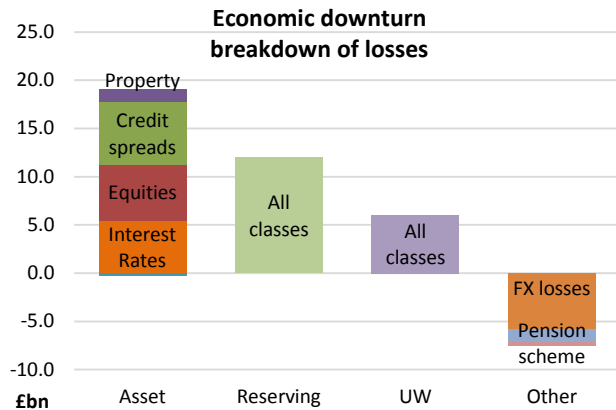 Economic downturn
breakdown of losses
25.0
20.0
15.0
10.0
5.0
0.0
-5.0
-10.0
£bn
Property
Credit
spreads
Equities
Interest
Rates
All
classes
All
classes
FX losses
Pension
scheme
Asset
Reserving
UW
Other